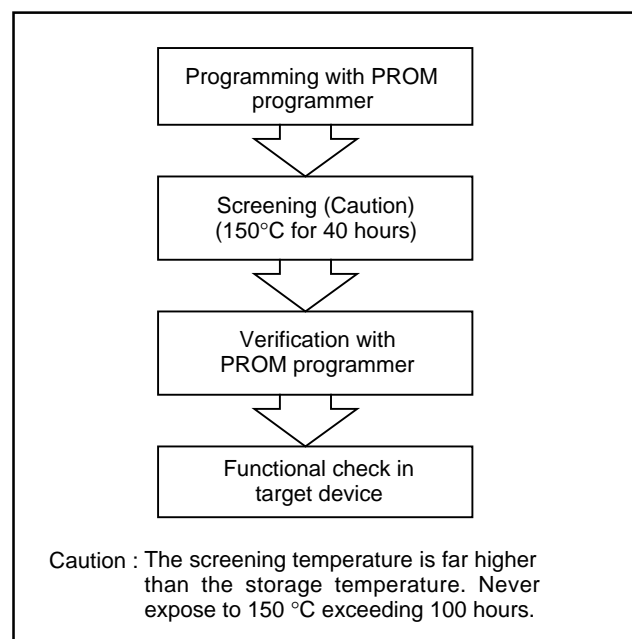 Programming with PROM
programmer
Screening (Caution)
(150°C for 40 hours)
Verification with
PROM programmer
Functional check in
target device
Caution : The screening temperature is far higher
than the storage temperature. Never
expose to 150 °C exceeding 100 hours.